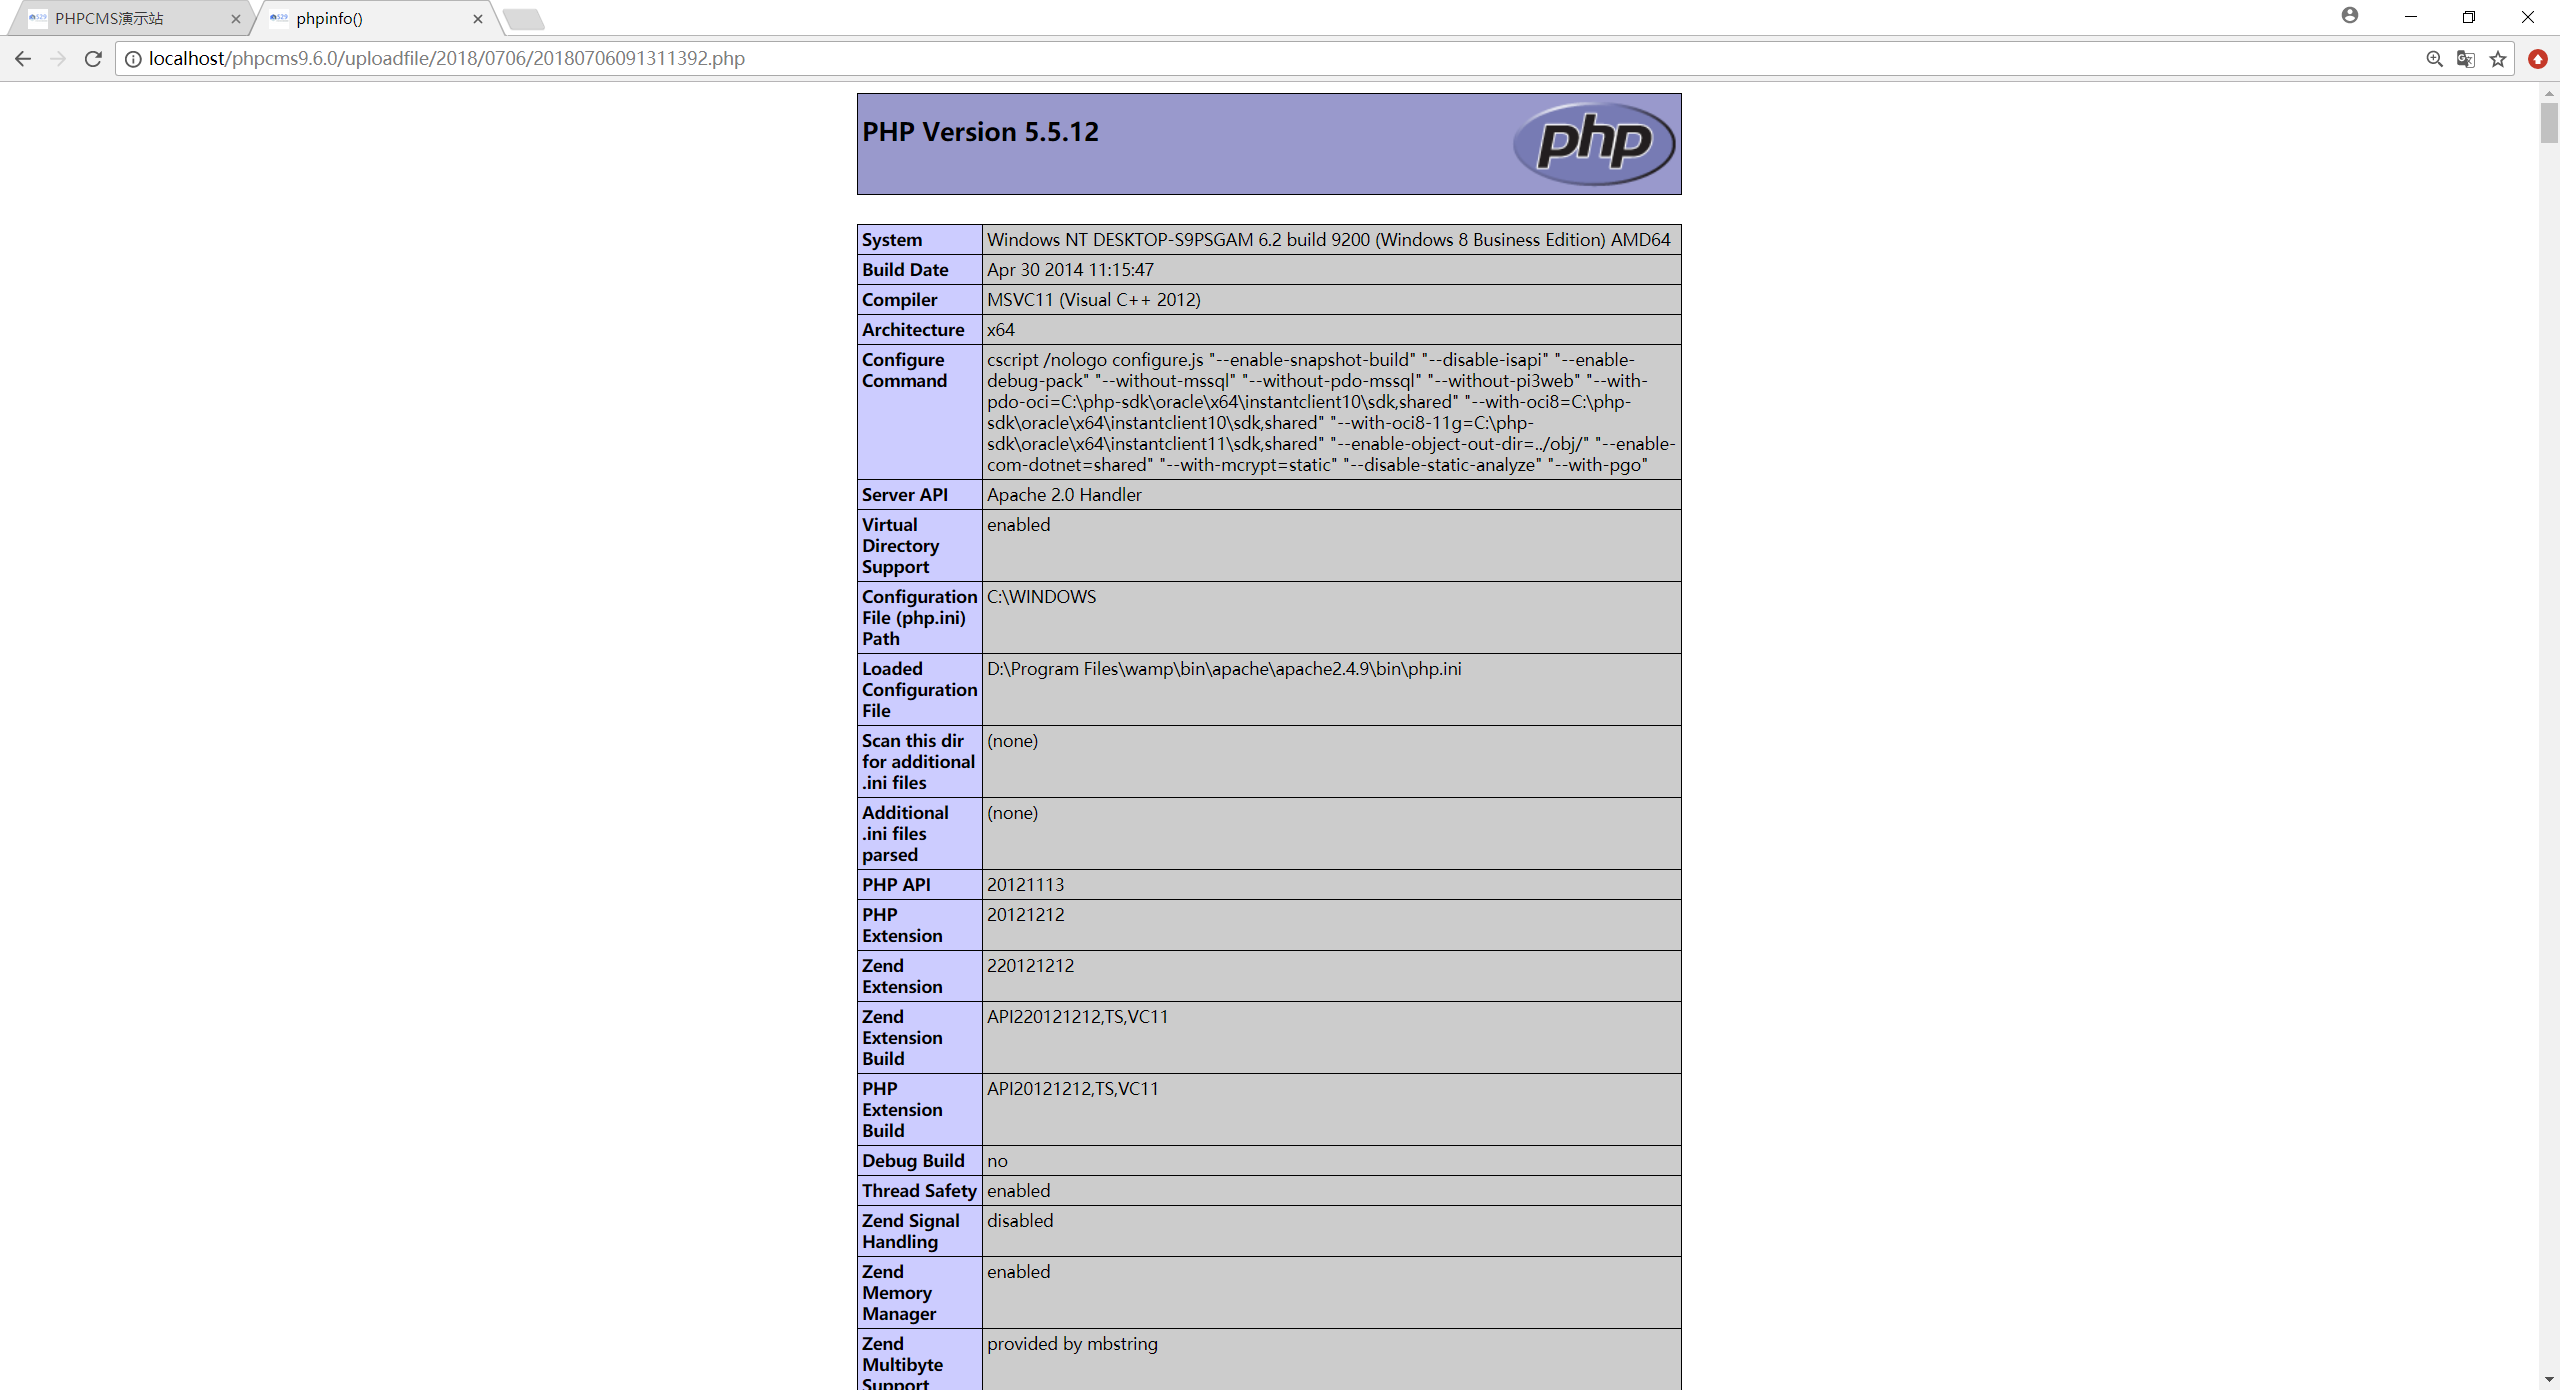 PHPCMS演示站
phpinfo()
localhost/phpcms9.6.0/uploadfile/2018/0706/20180706091311392.php
PHP Version 5.5.12
php
System
Windows NT DESKTOP-S9PSGAM 6.2 build 9200 (Windows 8 Business Edition) AMD64
Build Date
Apr 30 2014 11:15:47
Compiler
MSVC11 (Visual C++ 2012)
Architecture
x64
Configure
Command
cscript /nologo configure.js "--enable-snapshot-build" "--disable-isapi" "--enable-
debug-pack" "--without-mssql" "--without-pdo-mssql" "--without-pi3web" "--with-
pdo-oci=C:\php-sdk\oracle\x64\instantclient10\sdk,shared" "--with-oci8=C:\php-
sdk\oracle\x64\instantclient10\sdk,shared" "--with-oci8-11g=C:\php-
sdk\oracle\x64\instantclient11\sdk,shared" "--enable-object-out-dir=../obj/" "--enable-
com-dotnet=shared" "--with-mcrypt=static" "--disable-static-analyze" "--with-pgo"
Server API
Apache 2.0 Handler
Virtual
Directory
Support
enabled
Configuration
File (php.ini)
Path
C:\WINDOWS
Loaded
Configuration
File
D:\Program Files\wamp\bin\apache\apache2.4.9\bin\php.ini
Scan this dir
for additional
.ini files
(none)
Additional
.ini files
parsed
(none)
PHP API
20121113
PHP
Extension
20121212
Zend
Extension
220121212
Zend
Extension
Build
API220121212,TS,VC11
PHP
Extension
Build
API20121212,TS,VC11
Debug Build
no
Thread Safety
enabled
Zend Signal
Handling
disabled
Zend
Memory
Manager
enabled
Zend
Multibyte
Support
provided by mbstring